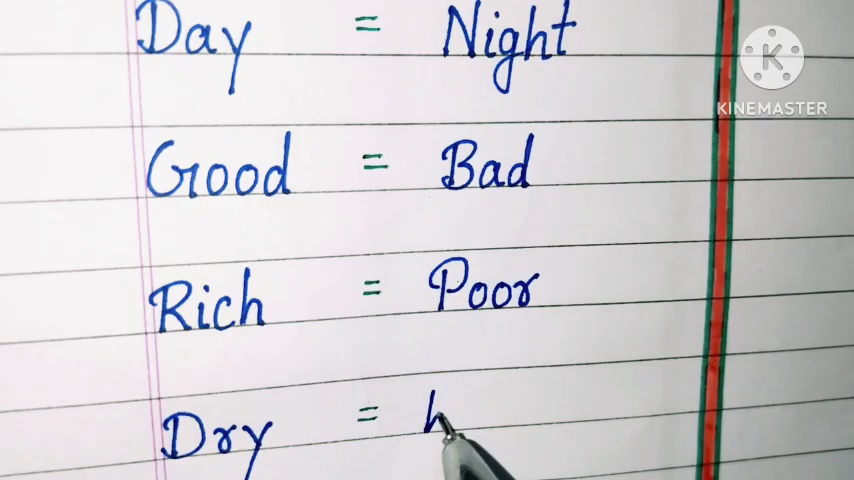 Day = Night
K
KINEMASTER
Good = Bad
Rich = Poor
Dry =